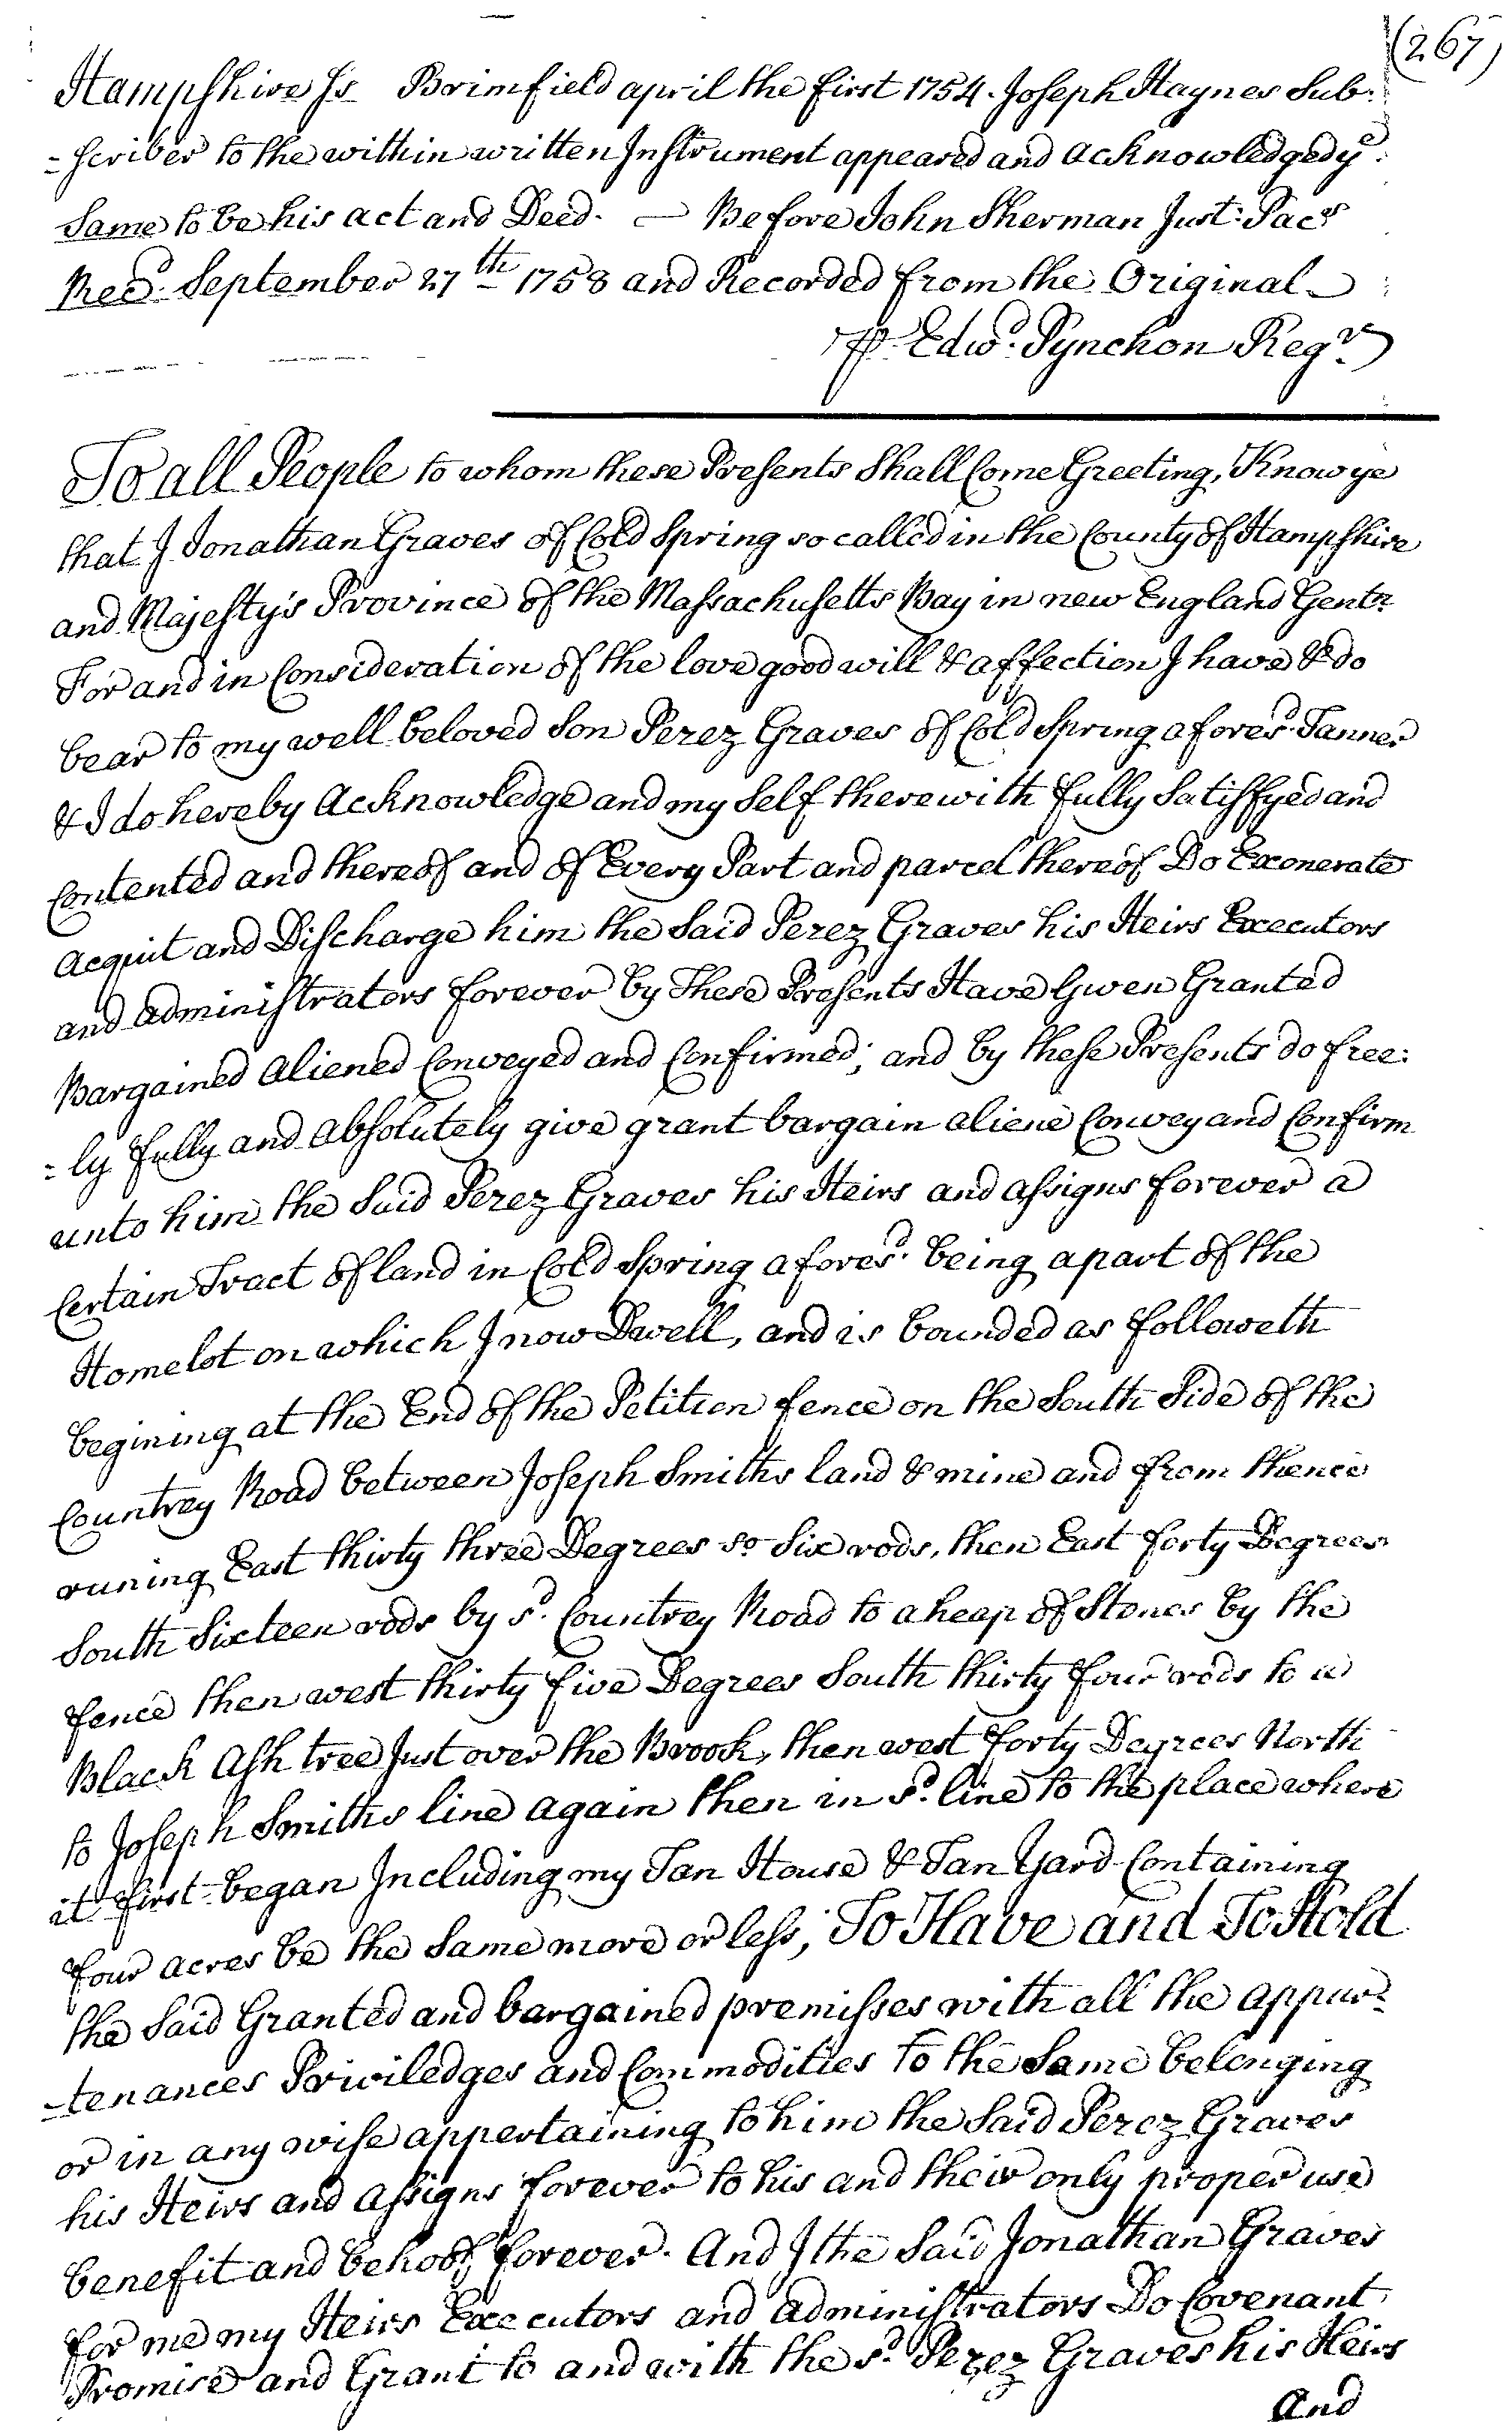 (267)
Hampshire Ss Brimfield april the first 1754. Joseph Haynes Sub-
-scriber to the within written Instrument appeared and acknowledged yᵉ
Same to be his act and Deed. — Before John Sherman Just: Pacˢ
Recᵈ. September 27ᵗʰ 1758 and Recorded from the Original
ꝑ Edwᵈ. Pynchon Regʳ
To all People to whom these Presents Shall Come Greeting, Know ye
that I Jonathan Graves of Cold Spring so called in the County of Hampshire
and Majesty's Province of the Massachusetts Bay in new England Gentⁿ
For and in Consideration of the love good will & affection I have & do
bear to my well beloved Son Perez Graves of Cold Spring aforesᵈ. Tanner
& I do hereby Acknowledge and my Self therewith fully Satisfyed and
Contented and thereof and of Every Part and parcel thereof Do Exonerate
acquit and Discharge him the Said Perez Graves his Heirs Executors
and administrators forever by These Presents Have Given Granted
Bargained aliened Conveyed and Confirmed; and by these Presents do free:
:ly fully and absolutely give grant bargain aliene Convey and Confirm
unto him the Said Perez Graves his Heirs and assigns forever a
Certain Tract of land in Cold Spring aforesᵈ. being a part of the
Homelot on which I now Dwell, and is bounded as followeth
begining at the End of the Petition fence on the South Side of the
Countrey Road between Joseph Smiths land & mine and from thence
runing East thirty three Degrees So Six rods, then East forty Degrees
South Sixteen rods by sᵈ. Countrey Road to a heap of Stones by the
fence then west thirty five Degrees South thirty four rods to a
Black Ash tree Just over the Brook, then west forty Degrees North
to Joseph Smiths line again then in sᵈ. line to the place where
it first began Including my Tan House & Tan Yard Containing
four acres be the Same more or less; To Have and To Hold
the Said Granted and bargained premisses with all the appur-
-tenances Priviledges and Commodities to the Same belonging
or in any wise appertaining to him the Said Perez Graves
his Heirs and assigns forever to his and their only proper use
benefit and behoof forever. And I the Said Jonathan Graves
for me my Heirs Executors and administrators Do Covenant
Promise and Grant to and with the sᵈ. Perez Graves his Heirs
And